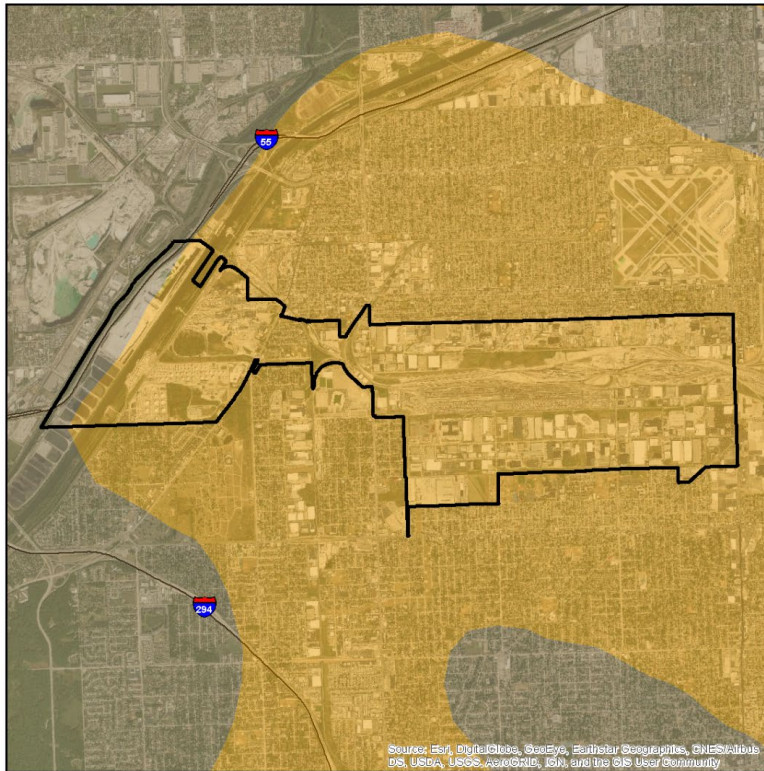 55
294
Source: Esri, DigitalGlobe, GeoEye, Earthstar Geographics, CNES/Airbus
DS, USDA, USGS, AeroGRID, IGN, and the GIS User Community